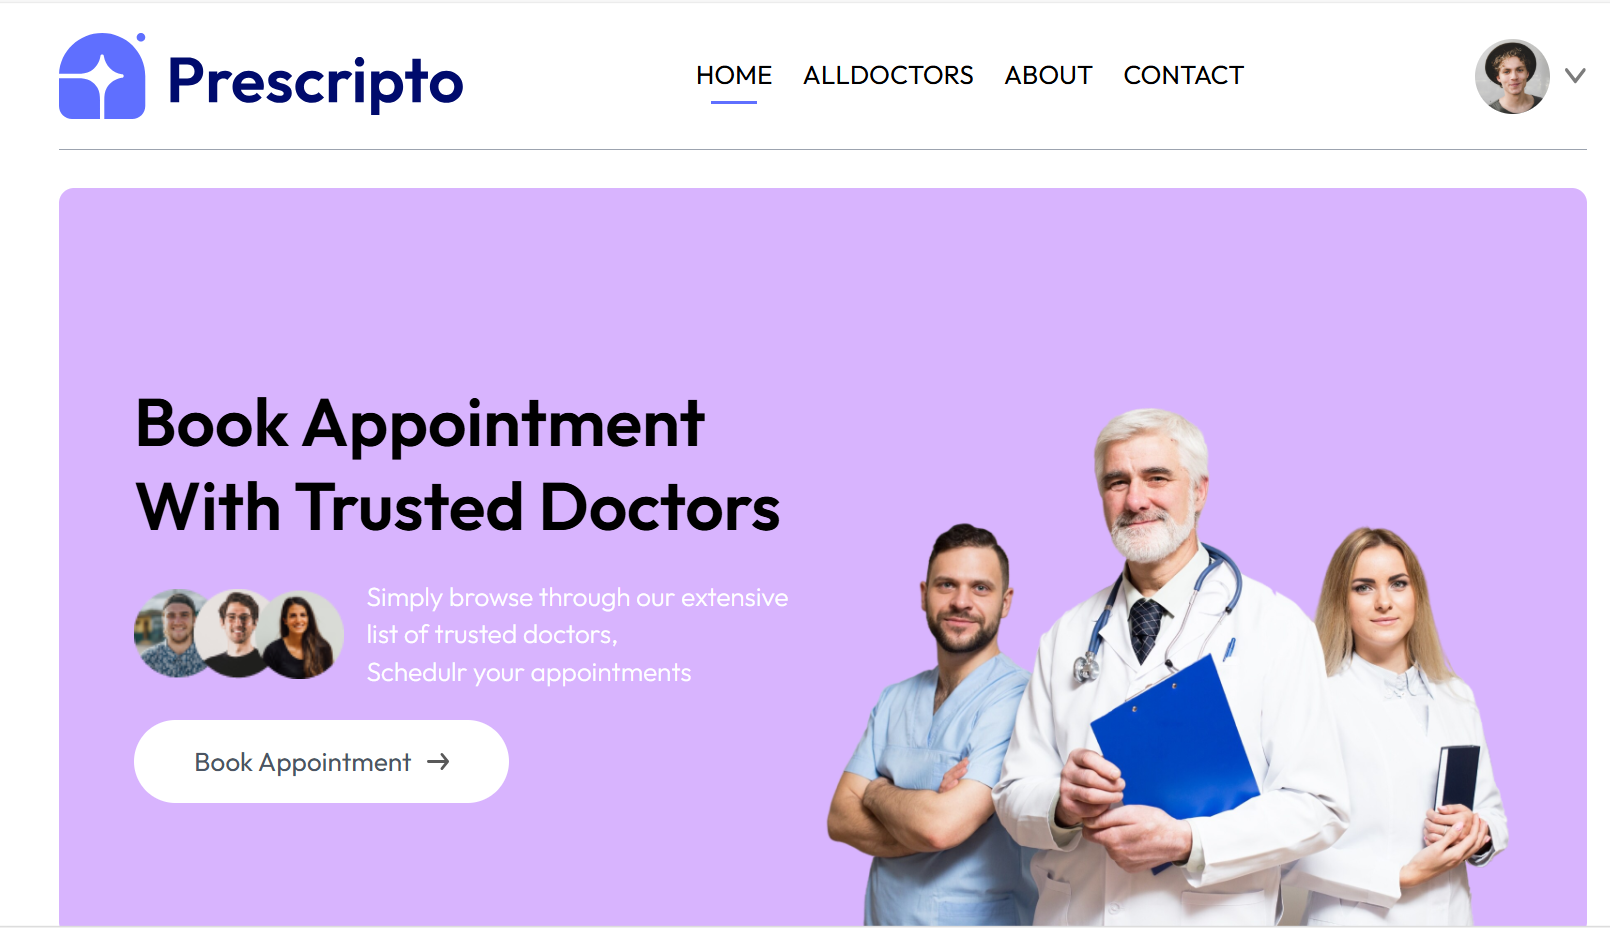 Prescripto
HOME ALLDOCTORS ABOUT CONTACT
Book Appointment
With Trusted Doctors
Simply browse through our extensive
list of trusted doctors,
Schedulr your appointments
Book Appointment →